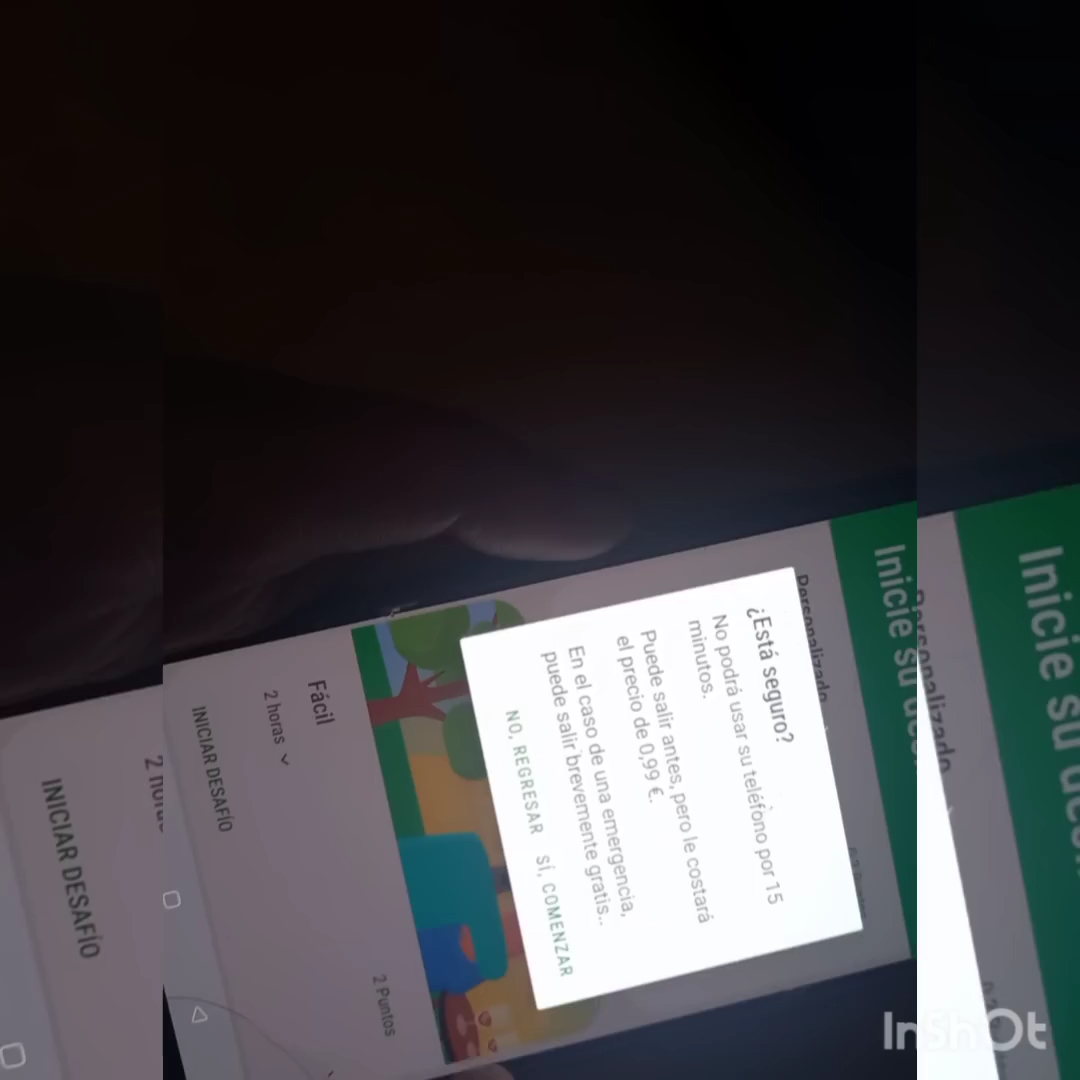 Inicie su
Personalizado
¿Está seguro?
No podrá usar su teléfono por 15
minutos.
Puede salir antes, pero le costará
el precio de 0,99 €.
En el caso de una emergencia,
puede salir brevemente gratis..
NO, REGRESAR SÍ, COMENZAR
2 Puntos
Fácil
2 horas
INICIAR DESAFÍO
Inicie su
Personalizado
INICIAR DESAFÍO
InShOt